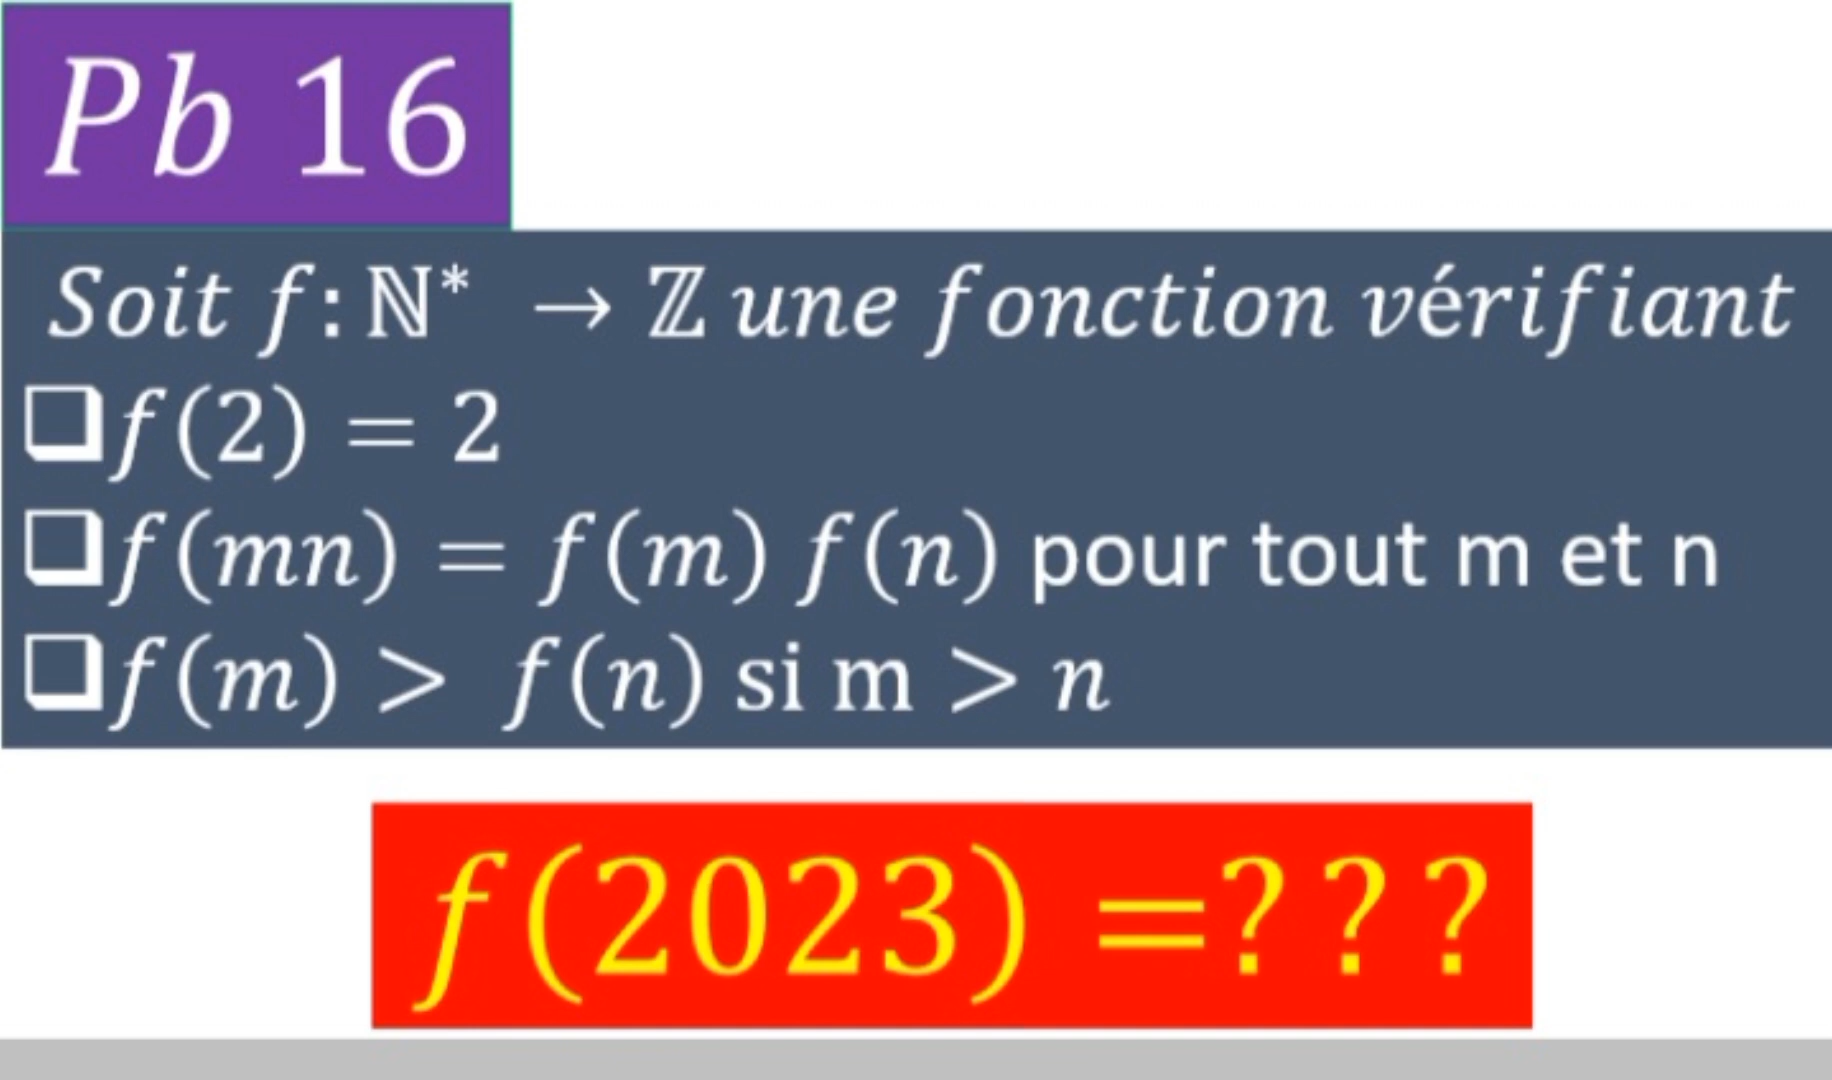 Pb 16
Soit f: ℕ* → ℤ une fonction vérifiant
❑f(2) = 2
❑f(mn) = f(m) f(n) pour tout m et n
❑f(m) > f(n) si m > n
f(2023) =? ? ?